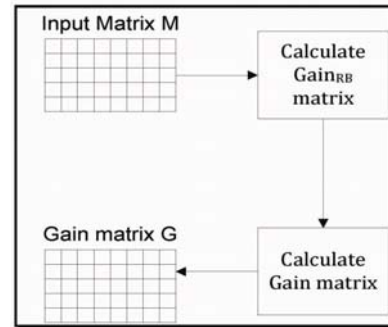 Input Matrix M
Calculate
GainRB
matrix
Gain matrix G
Calculate
Gain matrix